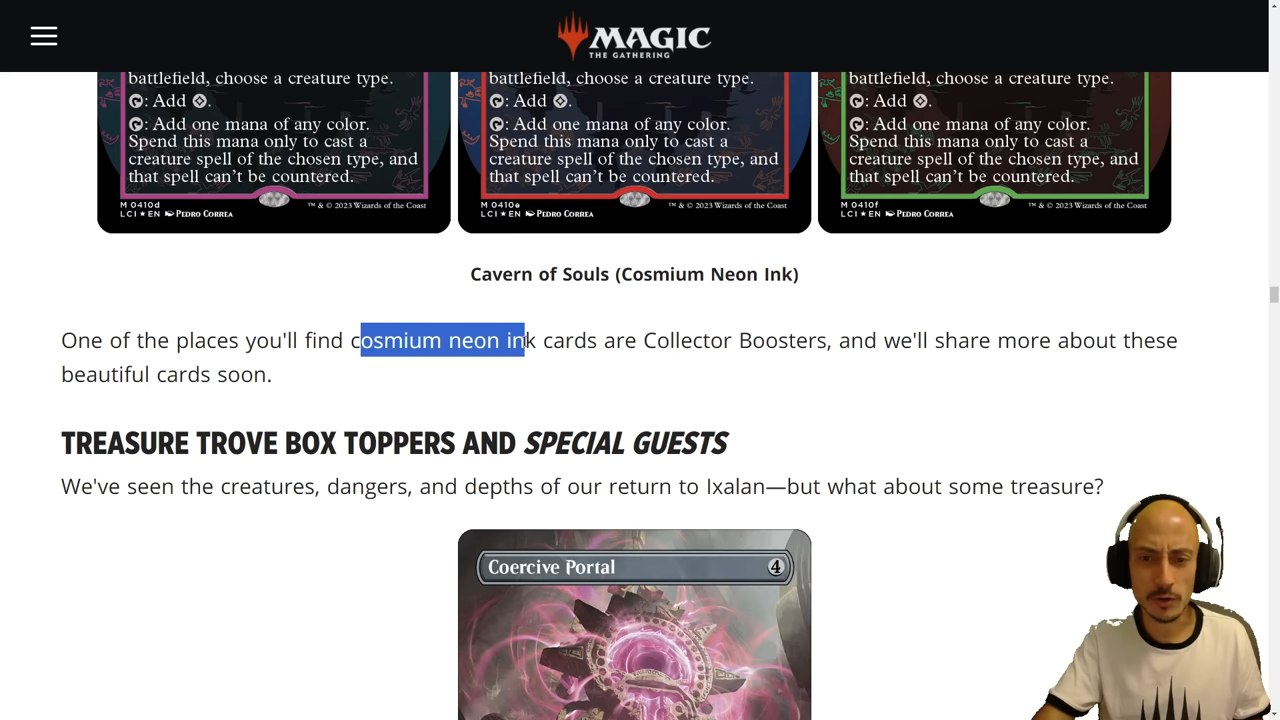 MAGIC
THE GATHERING
battlefield, choose a creature type.
: Add .
: Add one mana of any color.
Spend this mana only to cast a
creature spell of the chosen type, and
that spell can't be countered.
M 0410d
LCI ★ EN Pedro Correa
™ & © 2023 Wizards of the Coast
battlefield, choose a creature type.
: Add .
: Add one mana of any color.
Spend this mana only to cast a
creature spell of the chosen type, and
that spell can't be countered.
M 0410e
LCI ★ EN Pedro Correa
™ & © 2023 Wizards of the Coast
battlefield, choose a creature type.
: Add .
: Add one mana of any color.
Spend this mana only to cast a
creature spell of the chosen type, and
that spell can't be countered.
M 0410f
LCI ★ EN Pedro Correa
™ & © 2023 Wizards of the Coast
Cavern of Souls (Cosmium Neon Ink)
One of the places you'll find cosmium neon ink cards are Collector Boosters, and we'll share more about these
beautiful cards soon.
TREASURE TROVE BOX TOPPERS AND SPECIAL GUESTS
We've seen the creatures, dangers, and depths of our return to Ixalan—but what about some treasure?
Coercive Portal 4